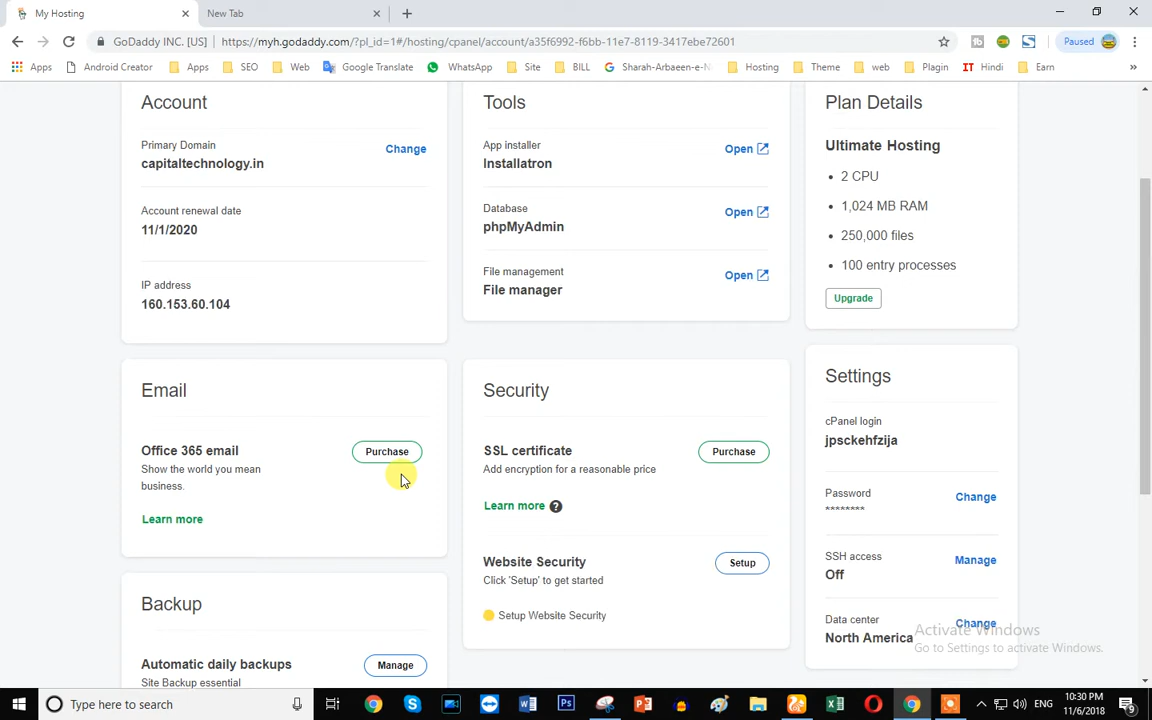 My Hosting
New Tab
GoDaddy INC. [US]
https://myh.godaddy.com/?pl_id=1#/hosting/cpanel/account/a35f6992-f6bb-11e7-8119-3417ebe72601
Paused
Apps Android Creator Apps SEO Web Google Translate WhatsApp Site BILL Sharah-Arbaeen-e-N Hosting Theme web Plagin Hindi Earn »
Account
Primary Domain
capitaltechnology.in
Change
Account renewal date
11/1/2020
IP address
160.153.60.104
Tools
App installer
Installatron
Open
Database
phpMyAdmin
Open
File management
File manager
Open
Plan Details
Ultimate Hosting
• 2 CPU
• 1,024 MB RAM
• 250,000 files
• 100 entry processes
Upgrade
Email
Office 365 email
Purchase
Show the world you mean
business.
Learn more
Security
SSL certificate
Purchase
Add encryption for a reasonable price
Learn more ?
Website Security
Setup
Click 'Setup' to get started
Setup Website Security
Settings
cPanel login
jpsckehfzija
Password
********
Change
SSH access
Off
Manage
Data center
North America
Change
Backup
Automatic daily backups
Manage
Site Backup essential
Activate Windows
Go to Settings to activate Windows.
Type here to search
ENG
10:30 PM
11/6/2018
9